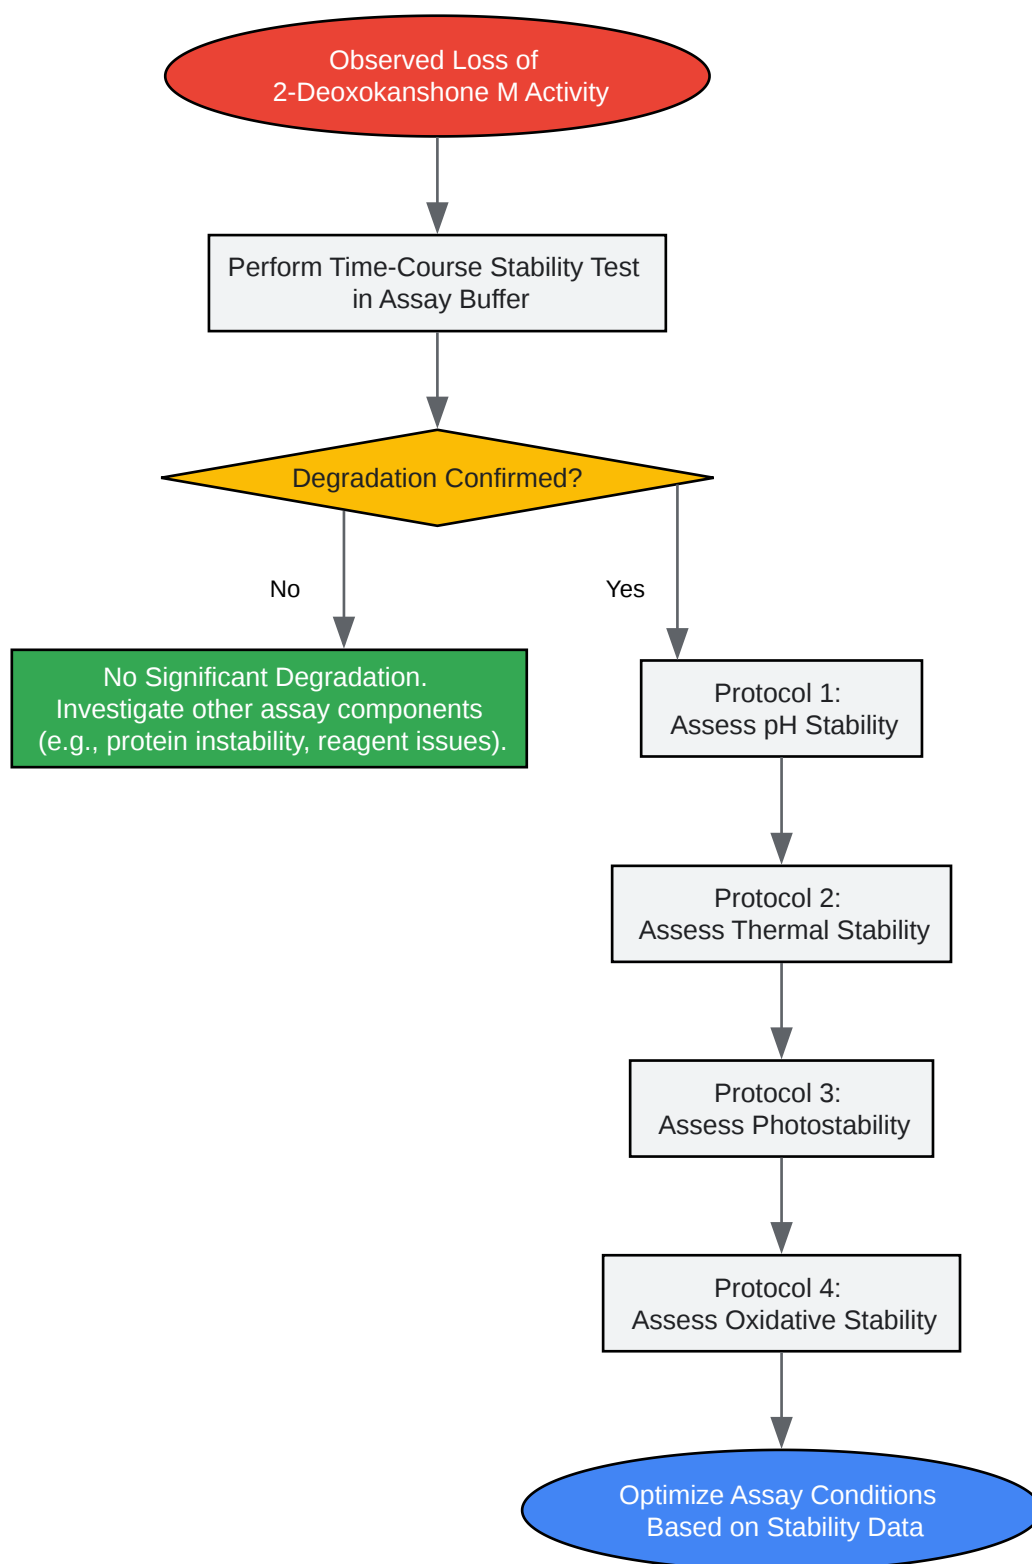 Observed Loss of
2-Deoxokanshone M Activity
Perform Time-Course Stability Test
in Assay Buffer
Degradation Confirmed?
No
Yes
No Significant Degradation.
Investigate other assay components
(e.g., protein instability, reagent issues).
Protocol 1:
Assess pH Stability
Protocol 2:
Assess Thermal Stability
Protocol 3:
Assess Photostability
Protocol 4:
Assess Oxidative Stability
Optimize Assay Conditions
Based on Stability Data